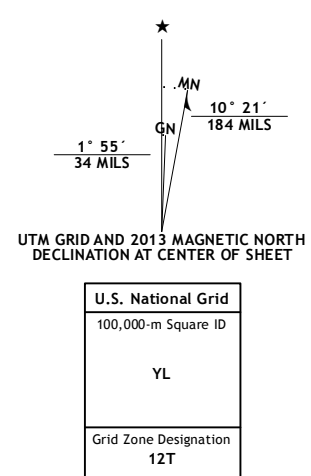 ★
MN
10° 21´
184 MILS
GN
1° 55´
34 MILS
UTM GRID AND 2013 MAGNETIC NORTH
DECLINATION AT CENTER OF SHEET
U.S. National Grid
100,000-m Square ID
YL
Grid Zone Designation
12T